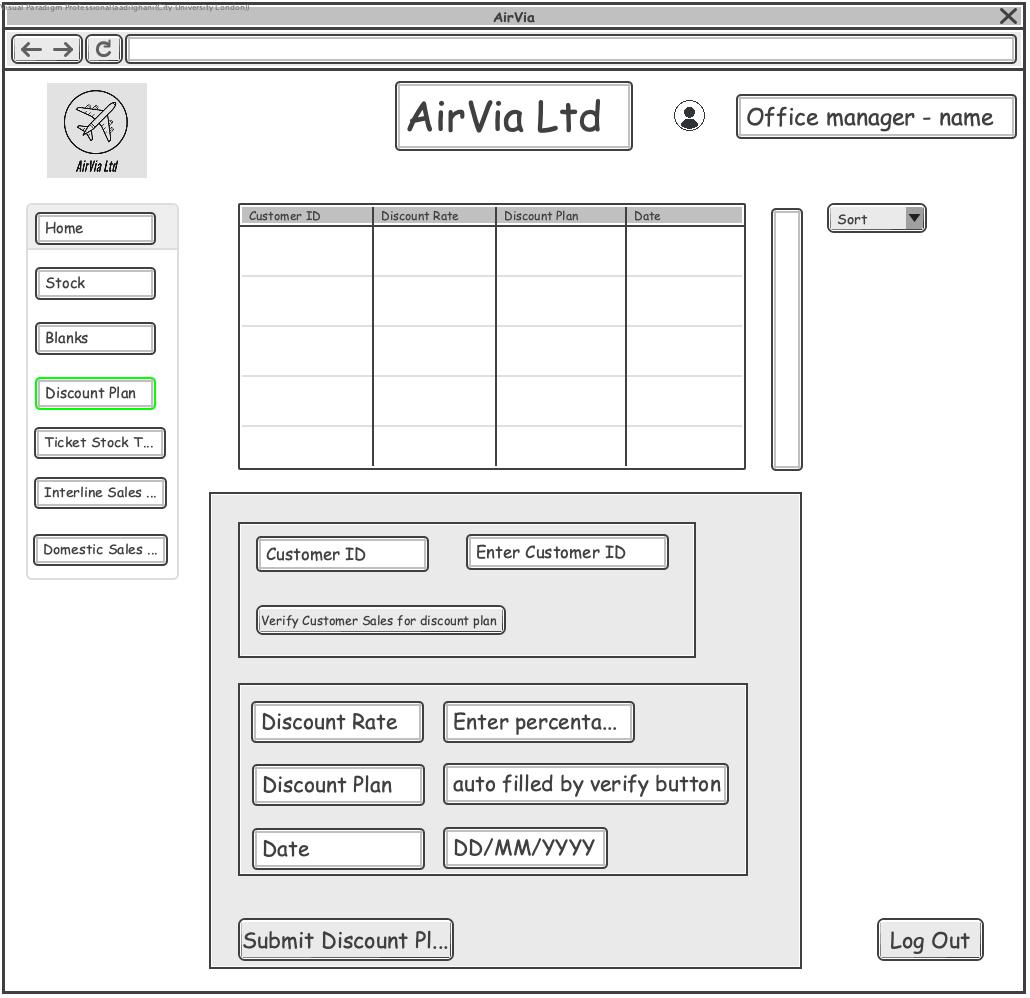 Visual Paradigm Professional(aadilghani(City University London))
AirVia
AirVia Ltd
Office manager - name
AirVia Ltd
Home
Stock
Blanks
Discount Plan
Ticket Stock T...
Interline Sales ...
Domestic Sales ...
Customer ID Discount Rate Discount Plan Date
Sort
Customer ID Enter Customer ID
Verify Customer Sales for discount plan
Discount Rate Enter percenta...
Discount Plan auto filled by verify button
Date DD/MM/YYYY
Submit Discount Pl...
Log Out